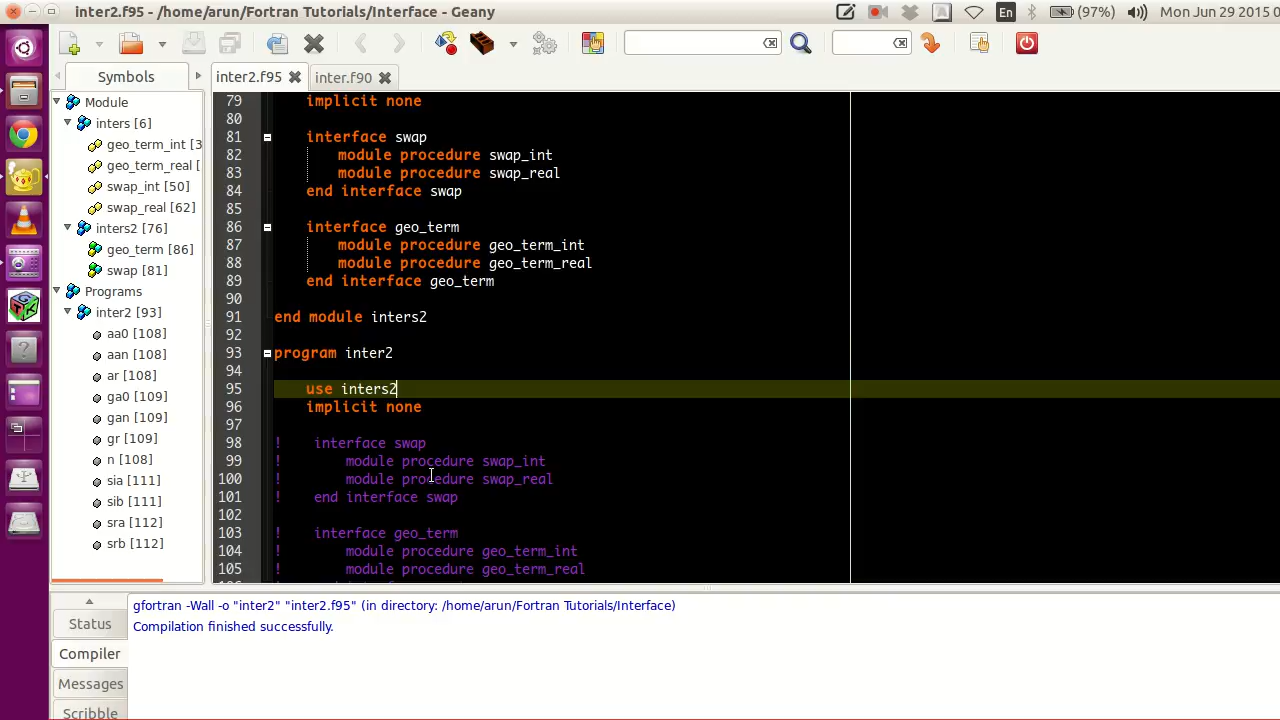 inter2.f95 - /home/arun/Fortran Tutorials/Interface - Geany
En
(97%)
Mon Jun 29 2015 0
Symbols
inter2.f95
inter.f90
Module
inters [6]
geo_term_int [3
geo_term_real [
swap_int [50]
swap_real [62]
inters2 [76]
geo_term [86]
swap [81]
Programs
inter2 [93]
aa0 [108]
aan [108]
ar [108]
ga0 [109]
gan [109]
gr [109]
n [108]
sia [111]
sib [111]
sra [112]
srb [112]
79 implicit none
80
81 interface swap
82 module procedure swap_int
83 module procedure swap_real
84 end interface swap
85
86 interface geo_term
87 module procedure geo_term_int
88 module procedure geo_term_real
89 end interface geo_term
90
91 end module inters2
92
93 program inter2
94
95 use inters2
96 implicit none
97
98 ! interface swap
99 ! module procedure swap_int
100 ! module procedure swap_real
101 ! end interface swap
102
103 ! interface geo_term
104 ! module procedure geo_term_int
105 ! module procedure geo_term_real
Status
Compiler
Messages
Scribble
gfortran -Wall -o "inter2" "inter2.f95" (in directory: /home/arun/Fortran Tutorials/Interface)
Compilation finished successfully.